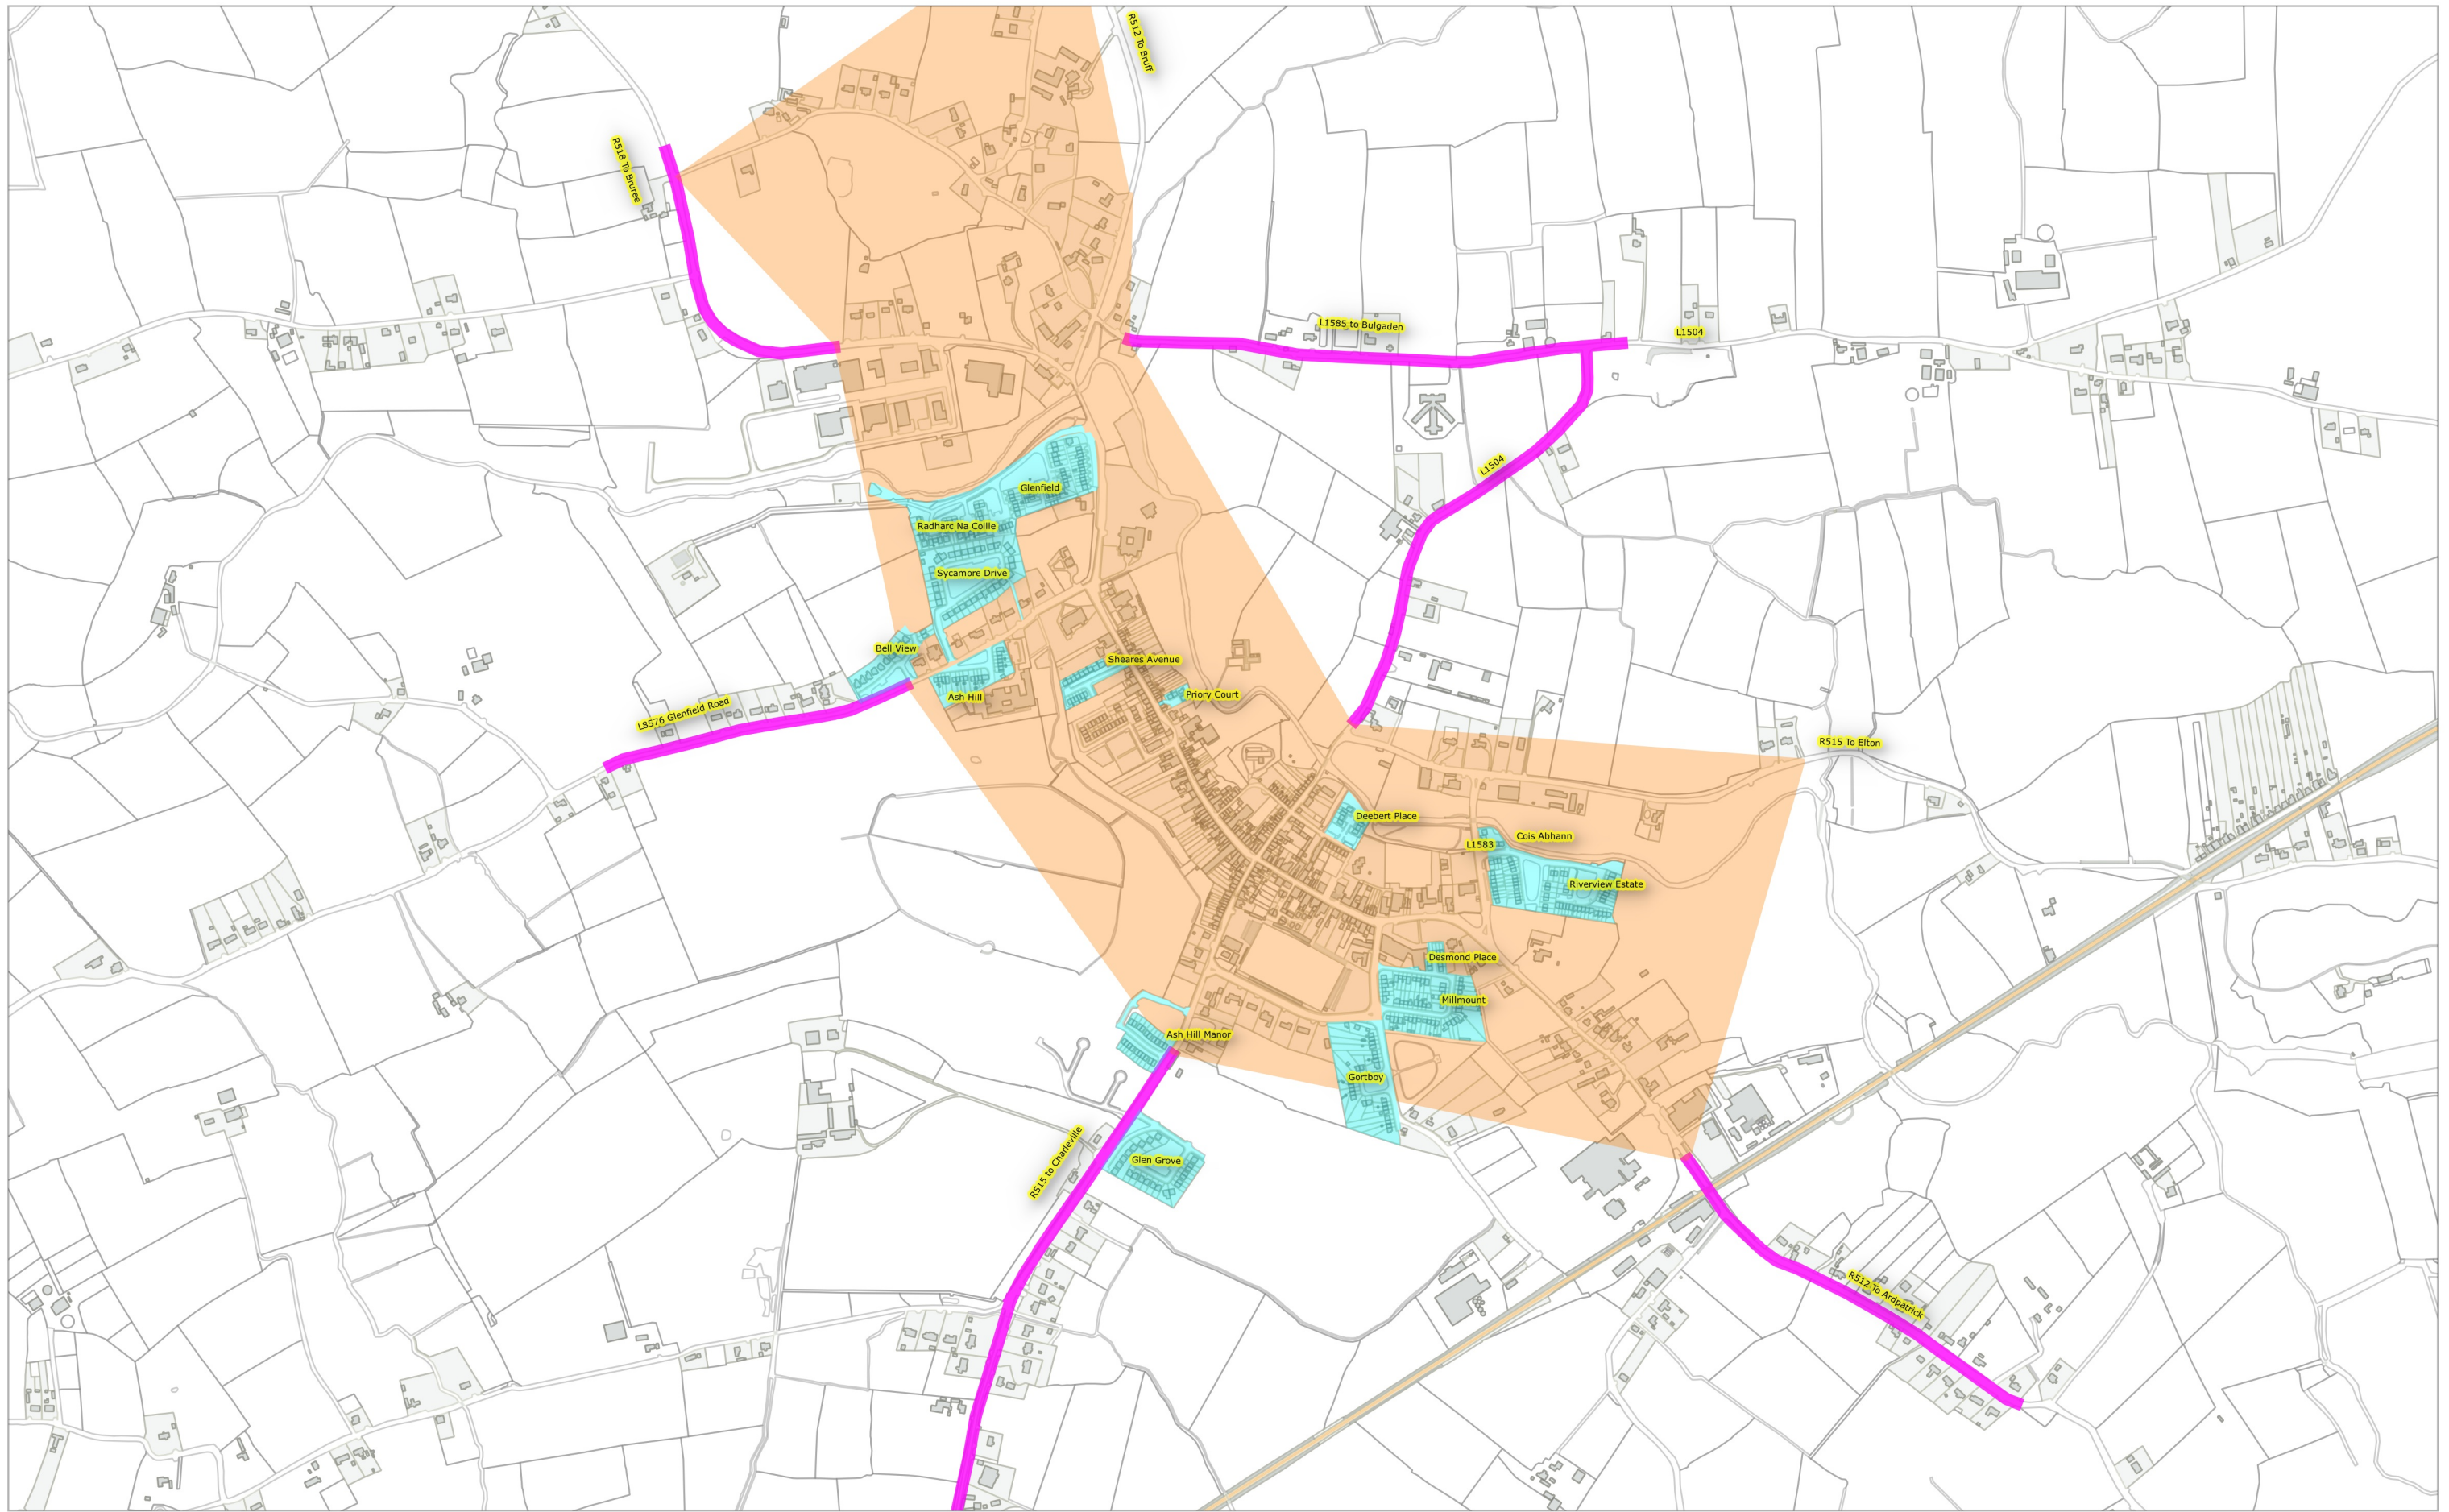 R512 To Bruff
R518 To Bruree
L1585 to Bulgaden
L1504
L1504
Glenfield
Radharc Na Coille
Sycamore Drive
Bell View
Sheares Avenue
Ash Hill
Priory Court
L8576 Glenfield Road
R515 To Elton
Deebert Place
Cois Abhann
L1583
Riverview Estate
Desmond Place
Millmount
Ash Hill Manor
Gortboy
R515 to Charleville
Glen Grove
R512 To Ardpatrick